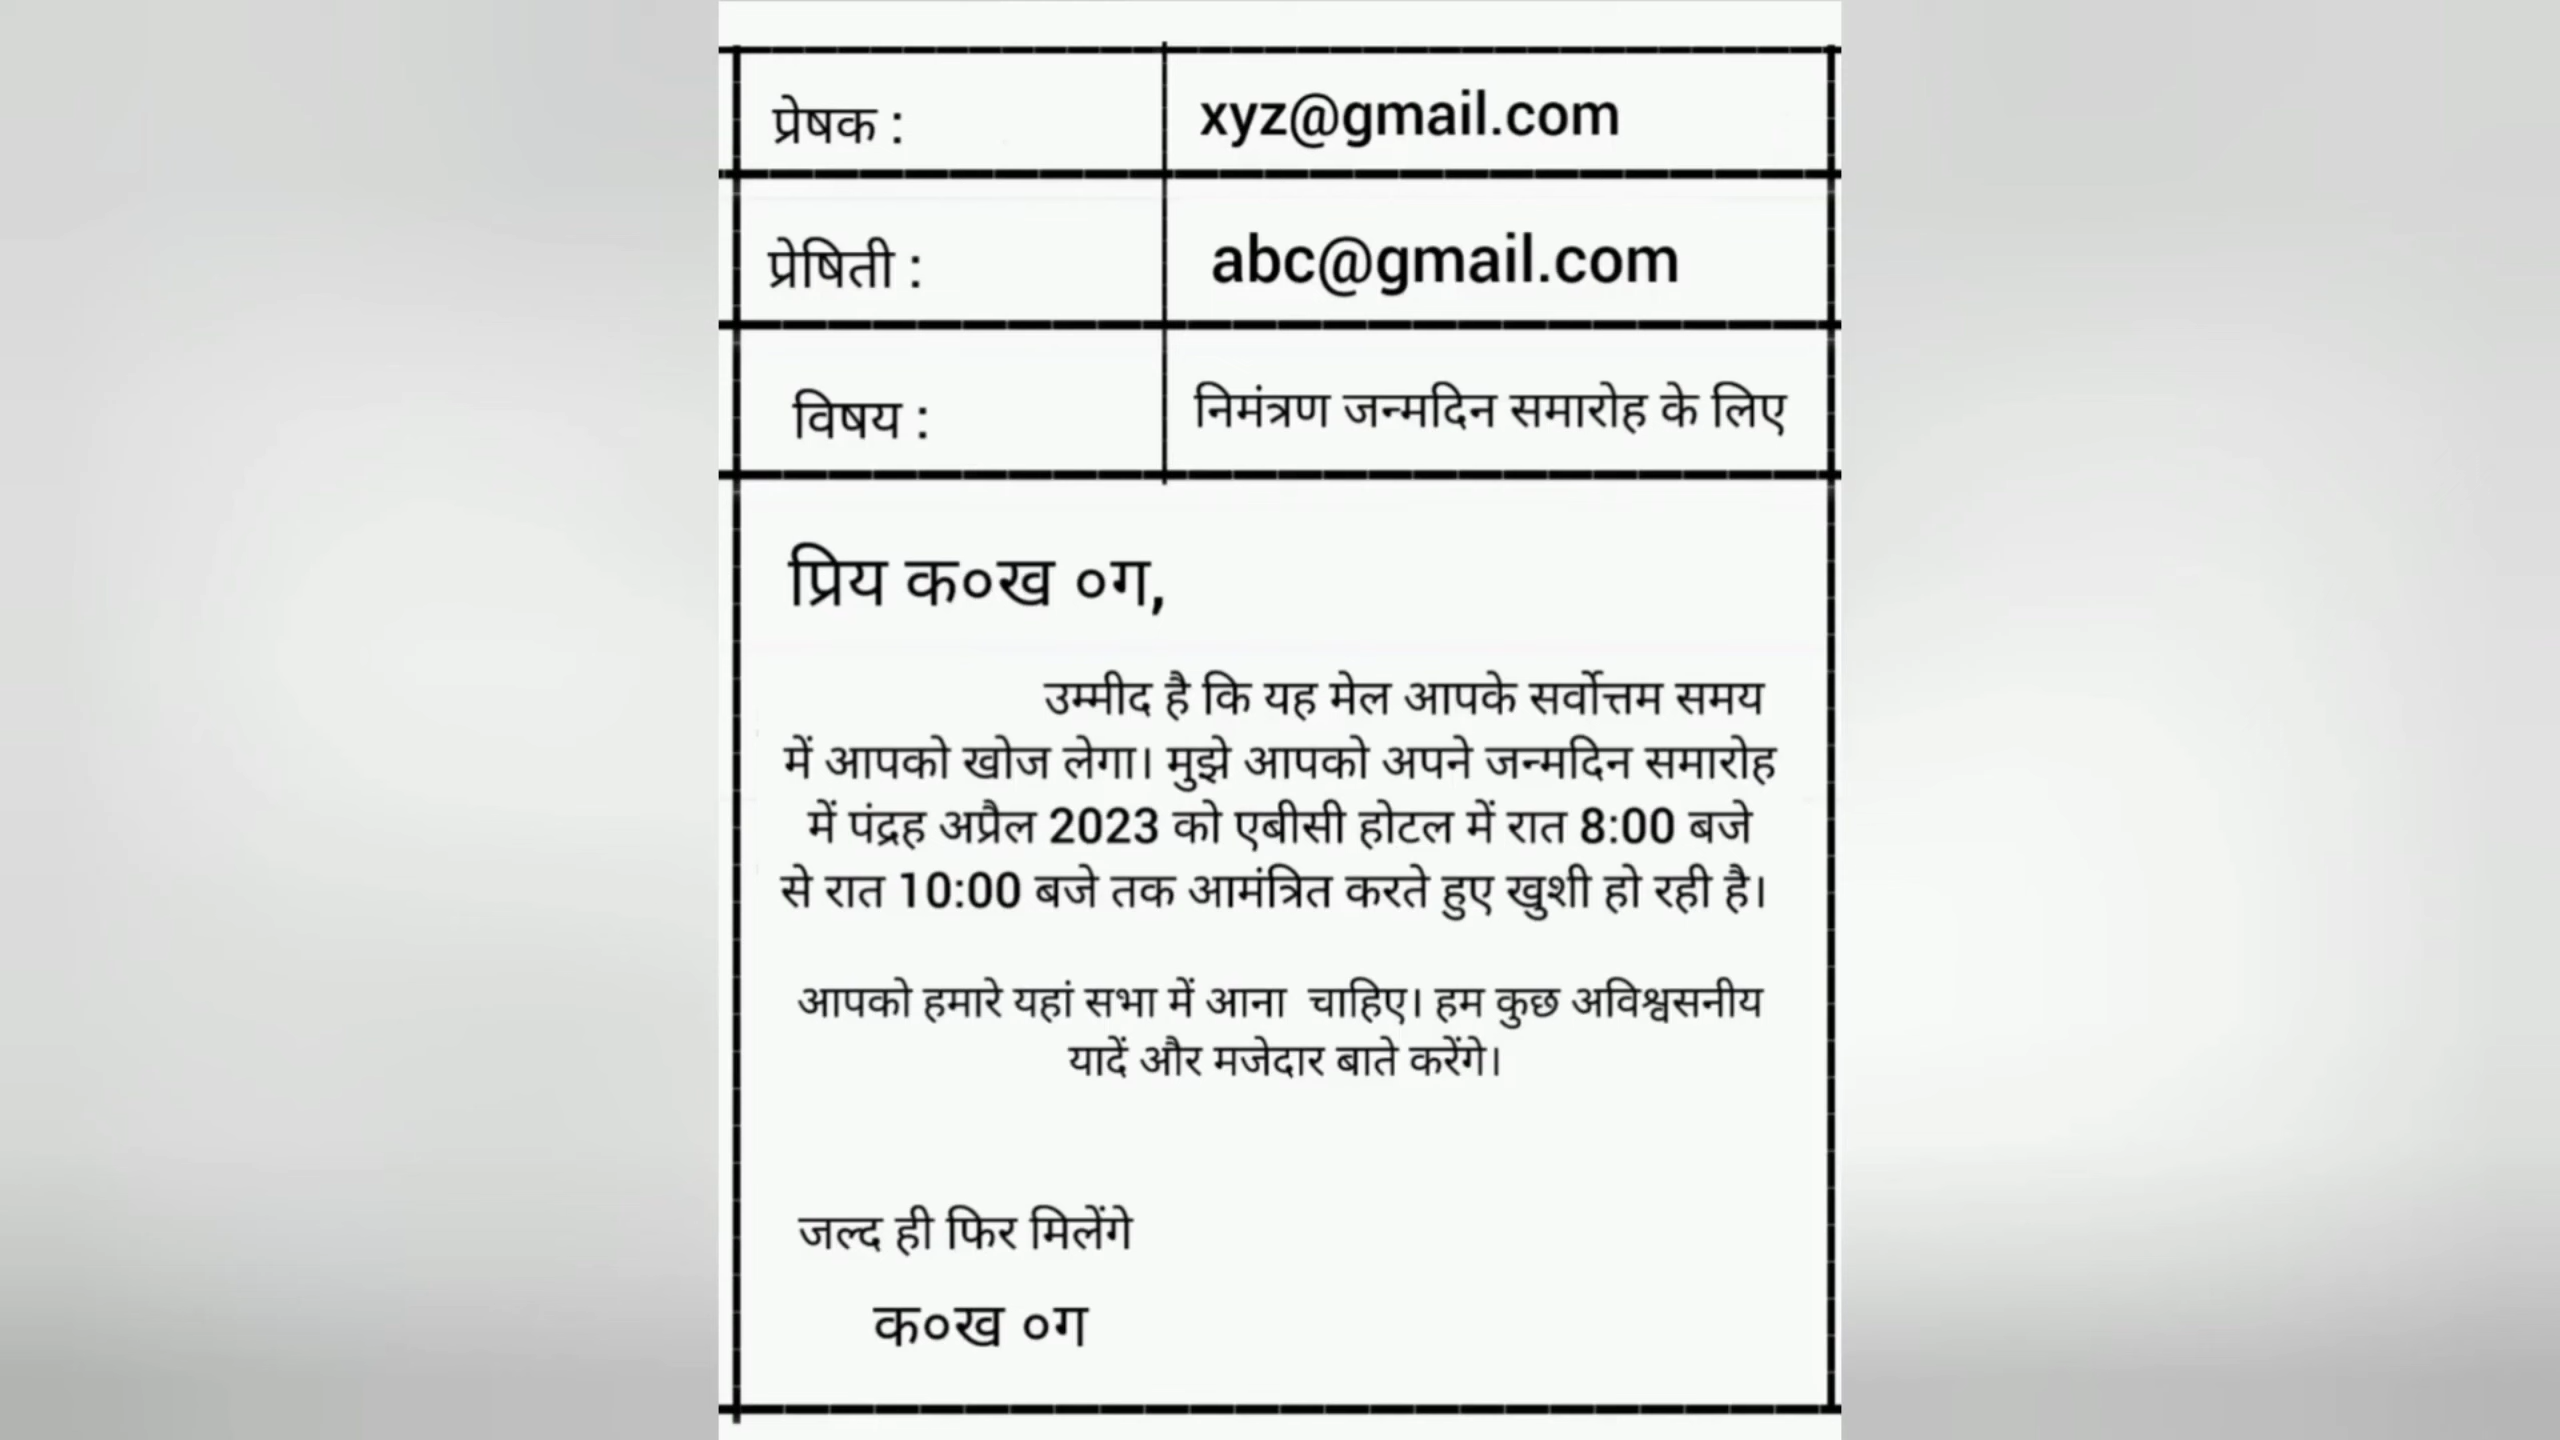 प्रेषक : xyz@gmail.com
प्रेषिती : abc@gmail.com
विषय : निमंत्रण जन्मदिन समारोह के लिए
प्रिय क०ख ०ग,
उम्मीद है कि यह मेल आपके सर्वोत्तम समय
में आपको खोज लेगा। मुझे आपको अपने जन्मदिन समारोह
में पंद्रह अप्रैल 2023 को एबीसी होटल में रात 8:00 बजे
से रात 10:00 बजे तक आमंत्रित करते हुए खुशी हो रही है।
आपको हमारे यहां सभा में आना चाहिए। हम कुछ अविश्वसनीय
यादें और मजेदार बाते करेंगे।
जल्द ही फिर मिलेंगे
क०ख ०ग